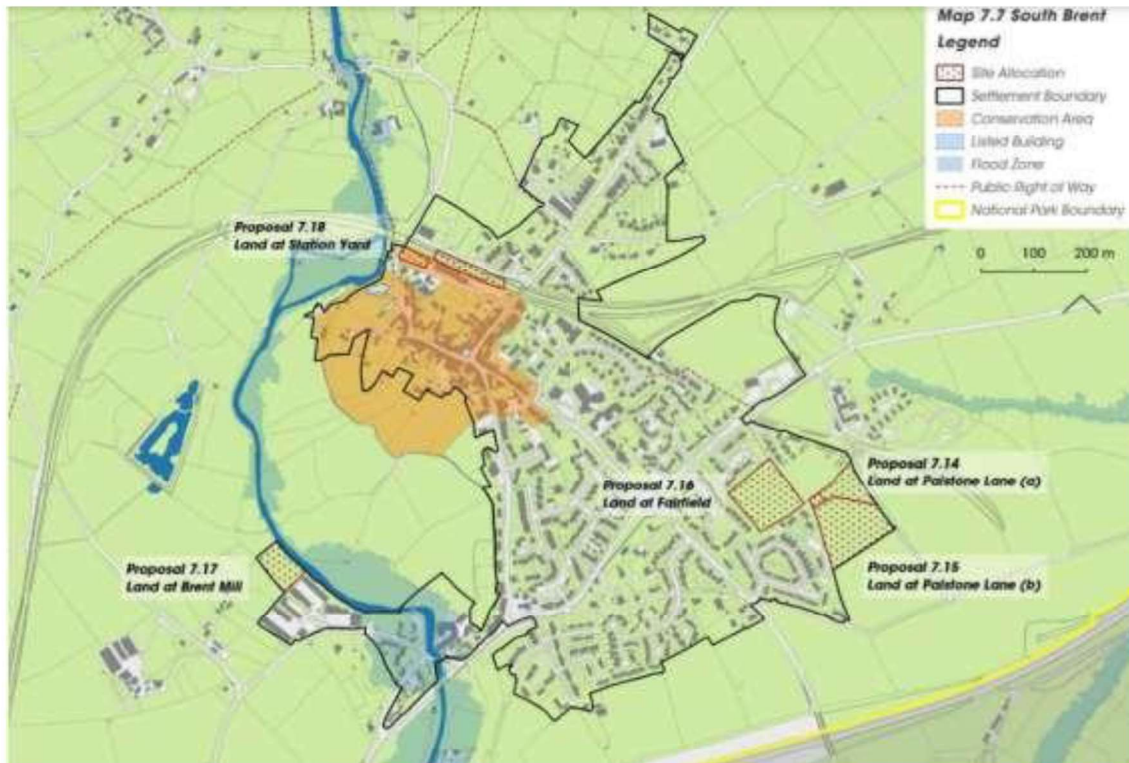 Map 7.7 South Brent
Legend
Site Allocation
Settlement Boundary
Conservation Area
Listed Building
Flood Zone
Public Right of Way
National Park Boundary
0 100 200 m
Proposal 7.18
Land at Station Yard
Proposal 7.16
Land at Fairfield
Proposal 7.14
Land at Palstone Lane (a)
Proposal 7.17
Land at Brent Mill
Proposal 7.15
Land at Palstone Lane (b)